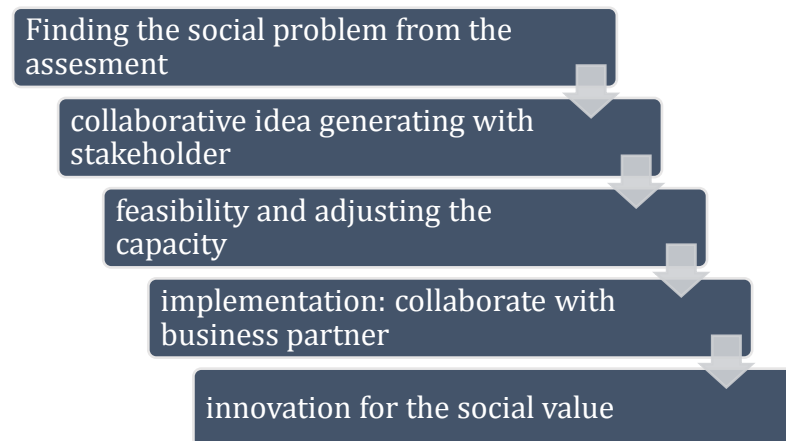 Finding the social problem from the
assesment
collaborative idea generating with
stakeholder
feasibility and adjusting the
capacity
implementation: collaborate with
business partner
innovation for the social value